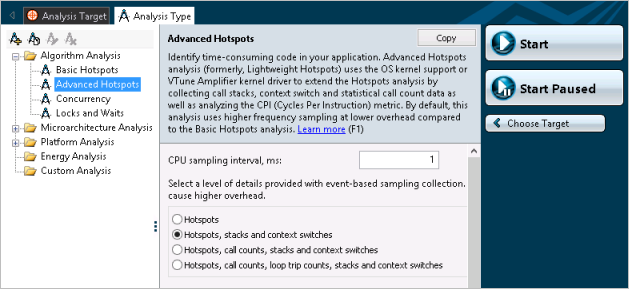 Analysis Target
Analysis Type
Algorithm Analysis
Basic Hotspots
Advanced Hotspots
Concurrency
Locks and Waits
Microarchitecture Analysis
Platform Analysis
Energy Analysis
Custom Analysis
Advanced Hotspots
Copy
Identify time-consuming code in your application. Advanced Hotspots
analysis (formerly, Lightweight Hotspots) uses the OS kernel support or
VTune Amplifier kernel driver to extend the Hotspots analysis by
collecting call stacks, context switch and statistical call count data as
well as analyzing the CPI (Cycles Per Instruction) metric. By default, this
analysis uses higher frequency sampling at lower overhead compared
to the Basic Hotspots analysis. Learn more (F1)
CPU sampling interval, ms:
1
Select a level of details provided with event-based sampling collection.
cause higher overhead.
Hotspots
Hotspots, stacks and context switches
Hotspots, call counts, stacks and context switches
Hotspots, call counts, loop trip counts, stacks and context switches
Start
Start Paused
Choose Target